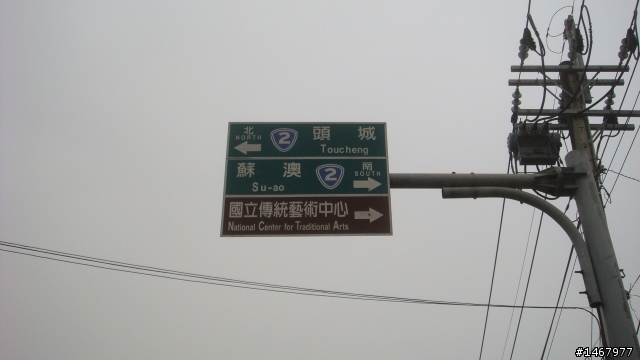 北 NORTH 2 頭城
Toucheng
蘇澳 2 南 SOUTH
Su-ao
國立傳統藝術中心
National Center for Traditional Arts
#1467977